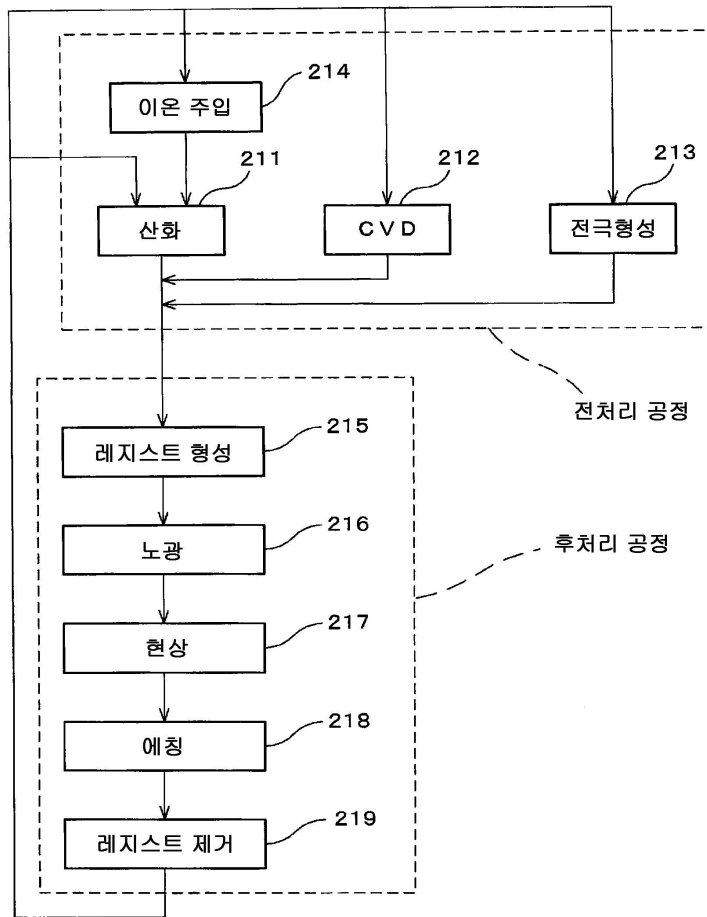 214
이온 주입
211
212
213
산화
CVD
전극형성
전처리 공정
215
레지스트 형성
216
노광
후처리 공정
217
현상
218
에칭
219
레지스트 제거